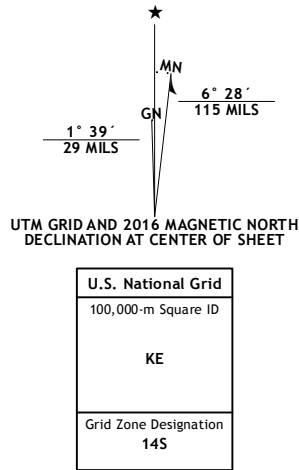 ★
MN
GN
6° 28´
115 MILS
1° 39´
29 MILS
UTM GRID AND 2016 MAGNETIC NORTH
DECLINATION AT CENTER OF SHEET
U.S. National Grid
100,000-m Square ID
KE
Grid Zone Designation
14S